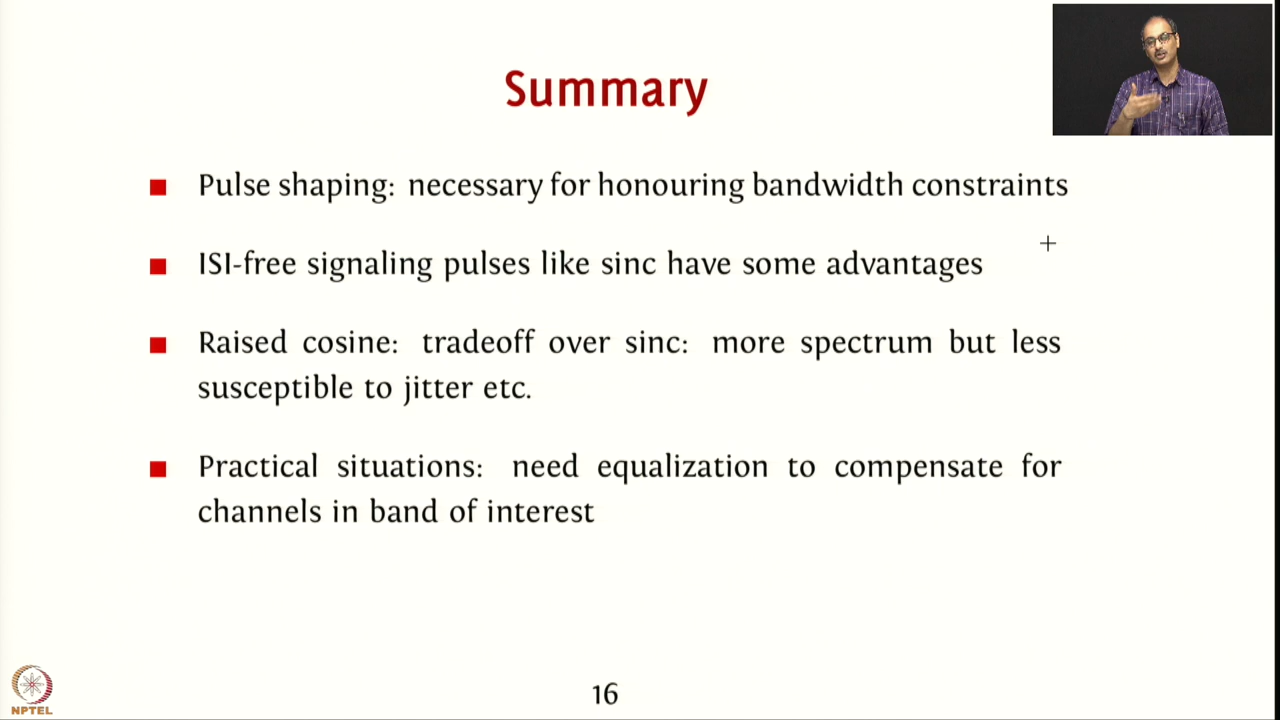 Summary
Pulse shaping: necessary for honouring bandwidth constraints
ISI-free signaling pulses like sinc have some advantages
Raised cosine: tradeoff over sinc: more spectrum but less
susceptible to jitter etc.
Practical situations: need equalization to compensate for
channels in band of interest
NPTEL
16